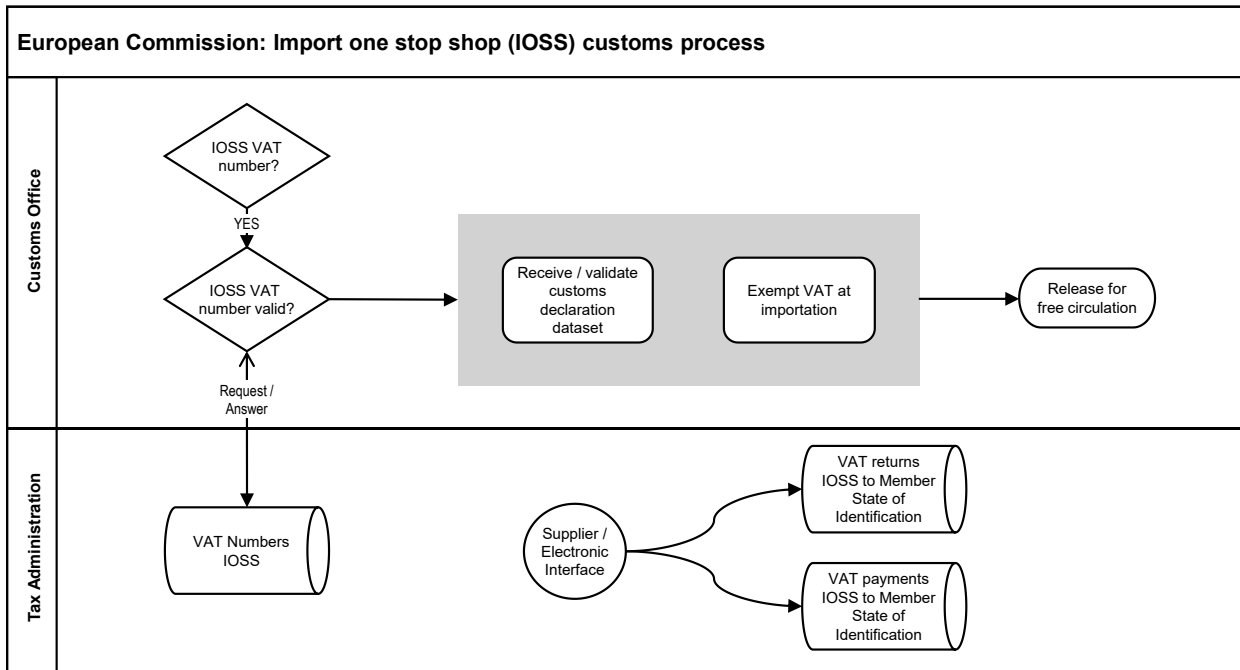 European Commission: Import one stop shop (IOSS) customs process
Customs Office
IOSS VAT
number?
YES
IOSS VAT
number valid?
Receive / validate
customs
declaration
dataset
Exempt VAT at
importation
Release for
free circulation
Request /
Answer
Tax Administration
VAT Numbers
IOSS
Supplier /
Electronic
Interface
VAT returns
IOSS to Member
State of
Identification
VAT payments
IOSS to Member
State of
Identification